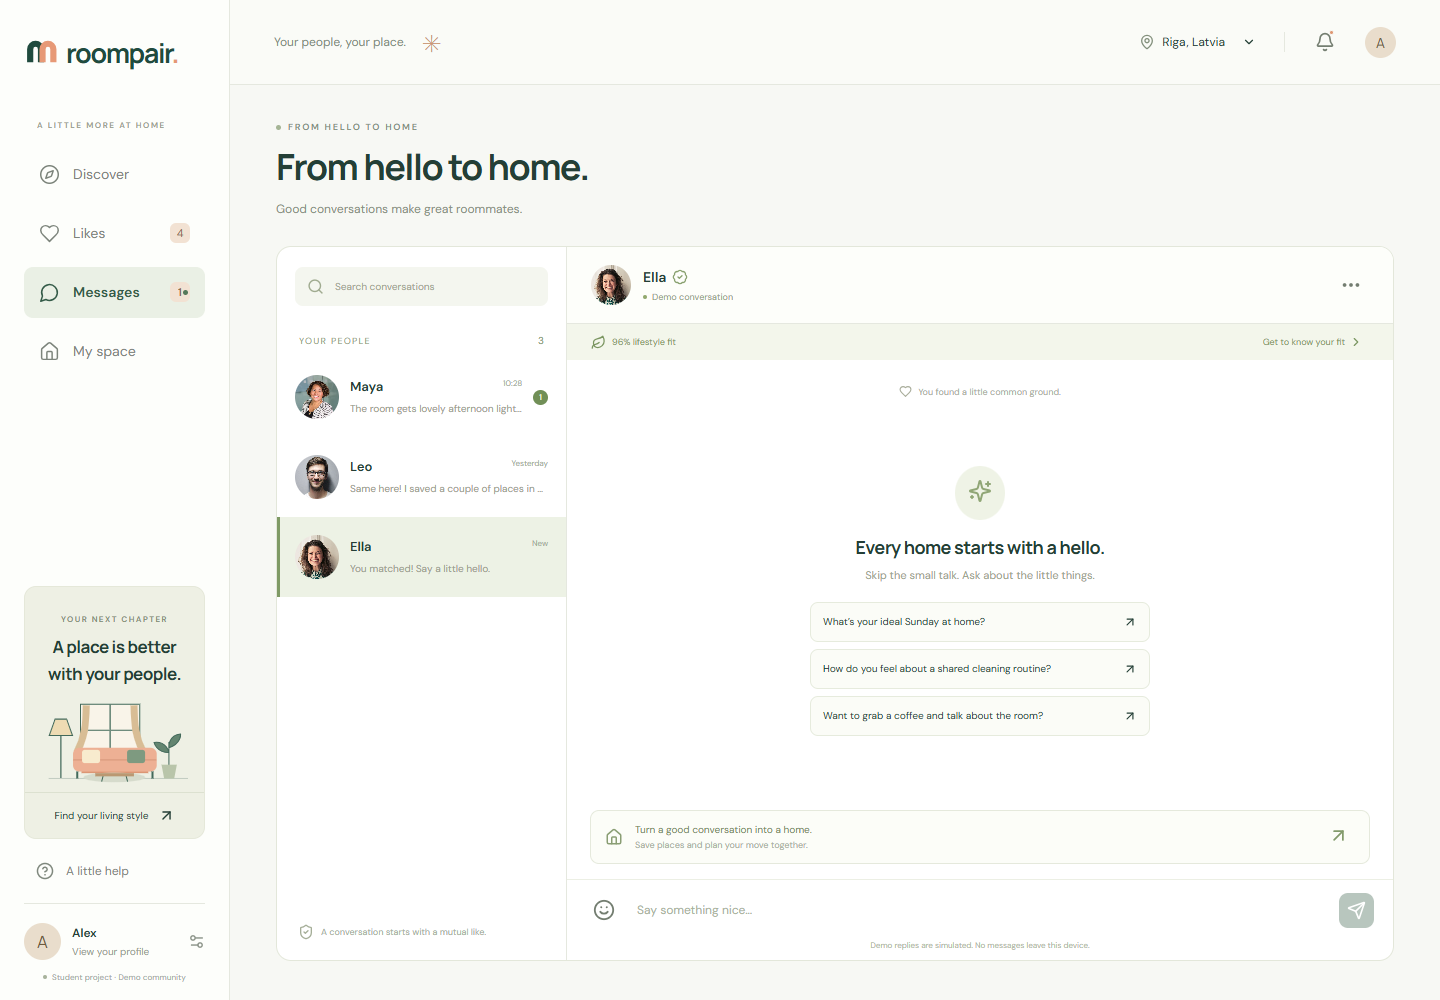 roompair.
A LITTLE MORE AT HOME
Discover
Likes
4
Messages
1
My space
YOUR NEXT CHAPTER
A place is better
with your people.
Find your living style
A little help
A
Alex
View your profile
Student project · Demo community
Your people, your place.
Riga, Latvia
A
FROM HELLO TO HOME
From hello to home.
Good conversations make great roommates.
Search conversations
YOUR PEOPLE
3
Maya
10:28
The room gets lovely afternoon light...
1
Leo
Yesterday
Same here! I saved a couple of places in ...
Ella
New
You matched! Say a little hello.
A conversation starts with a mutual like.
Ella
Demo conversation
96% lifestyle fit
Get to know your fit
You found a little common ground.
Every home starts with a hello.
Skip the small talk. Ask about the little things.
What's your ideal Sunday at home?
How do you feel about a shared cleaning routine?
Want to grab a coffee and talk about the room?
Turn a good conversation into a home.
Save places and plan your move together.
Say something nice...
Demo replies are simulated. No messages leave this device.